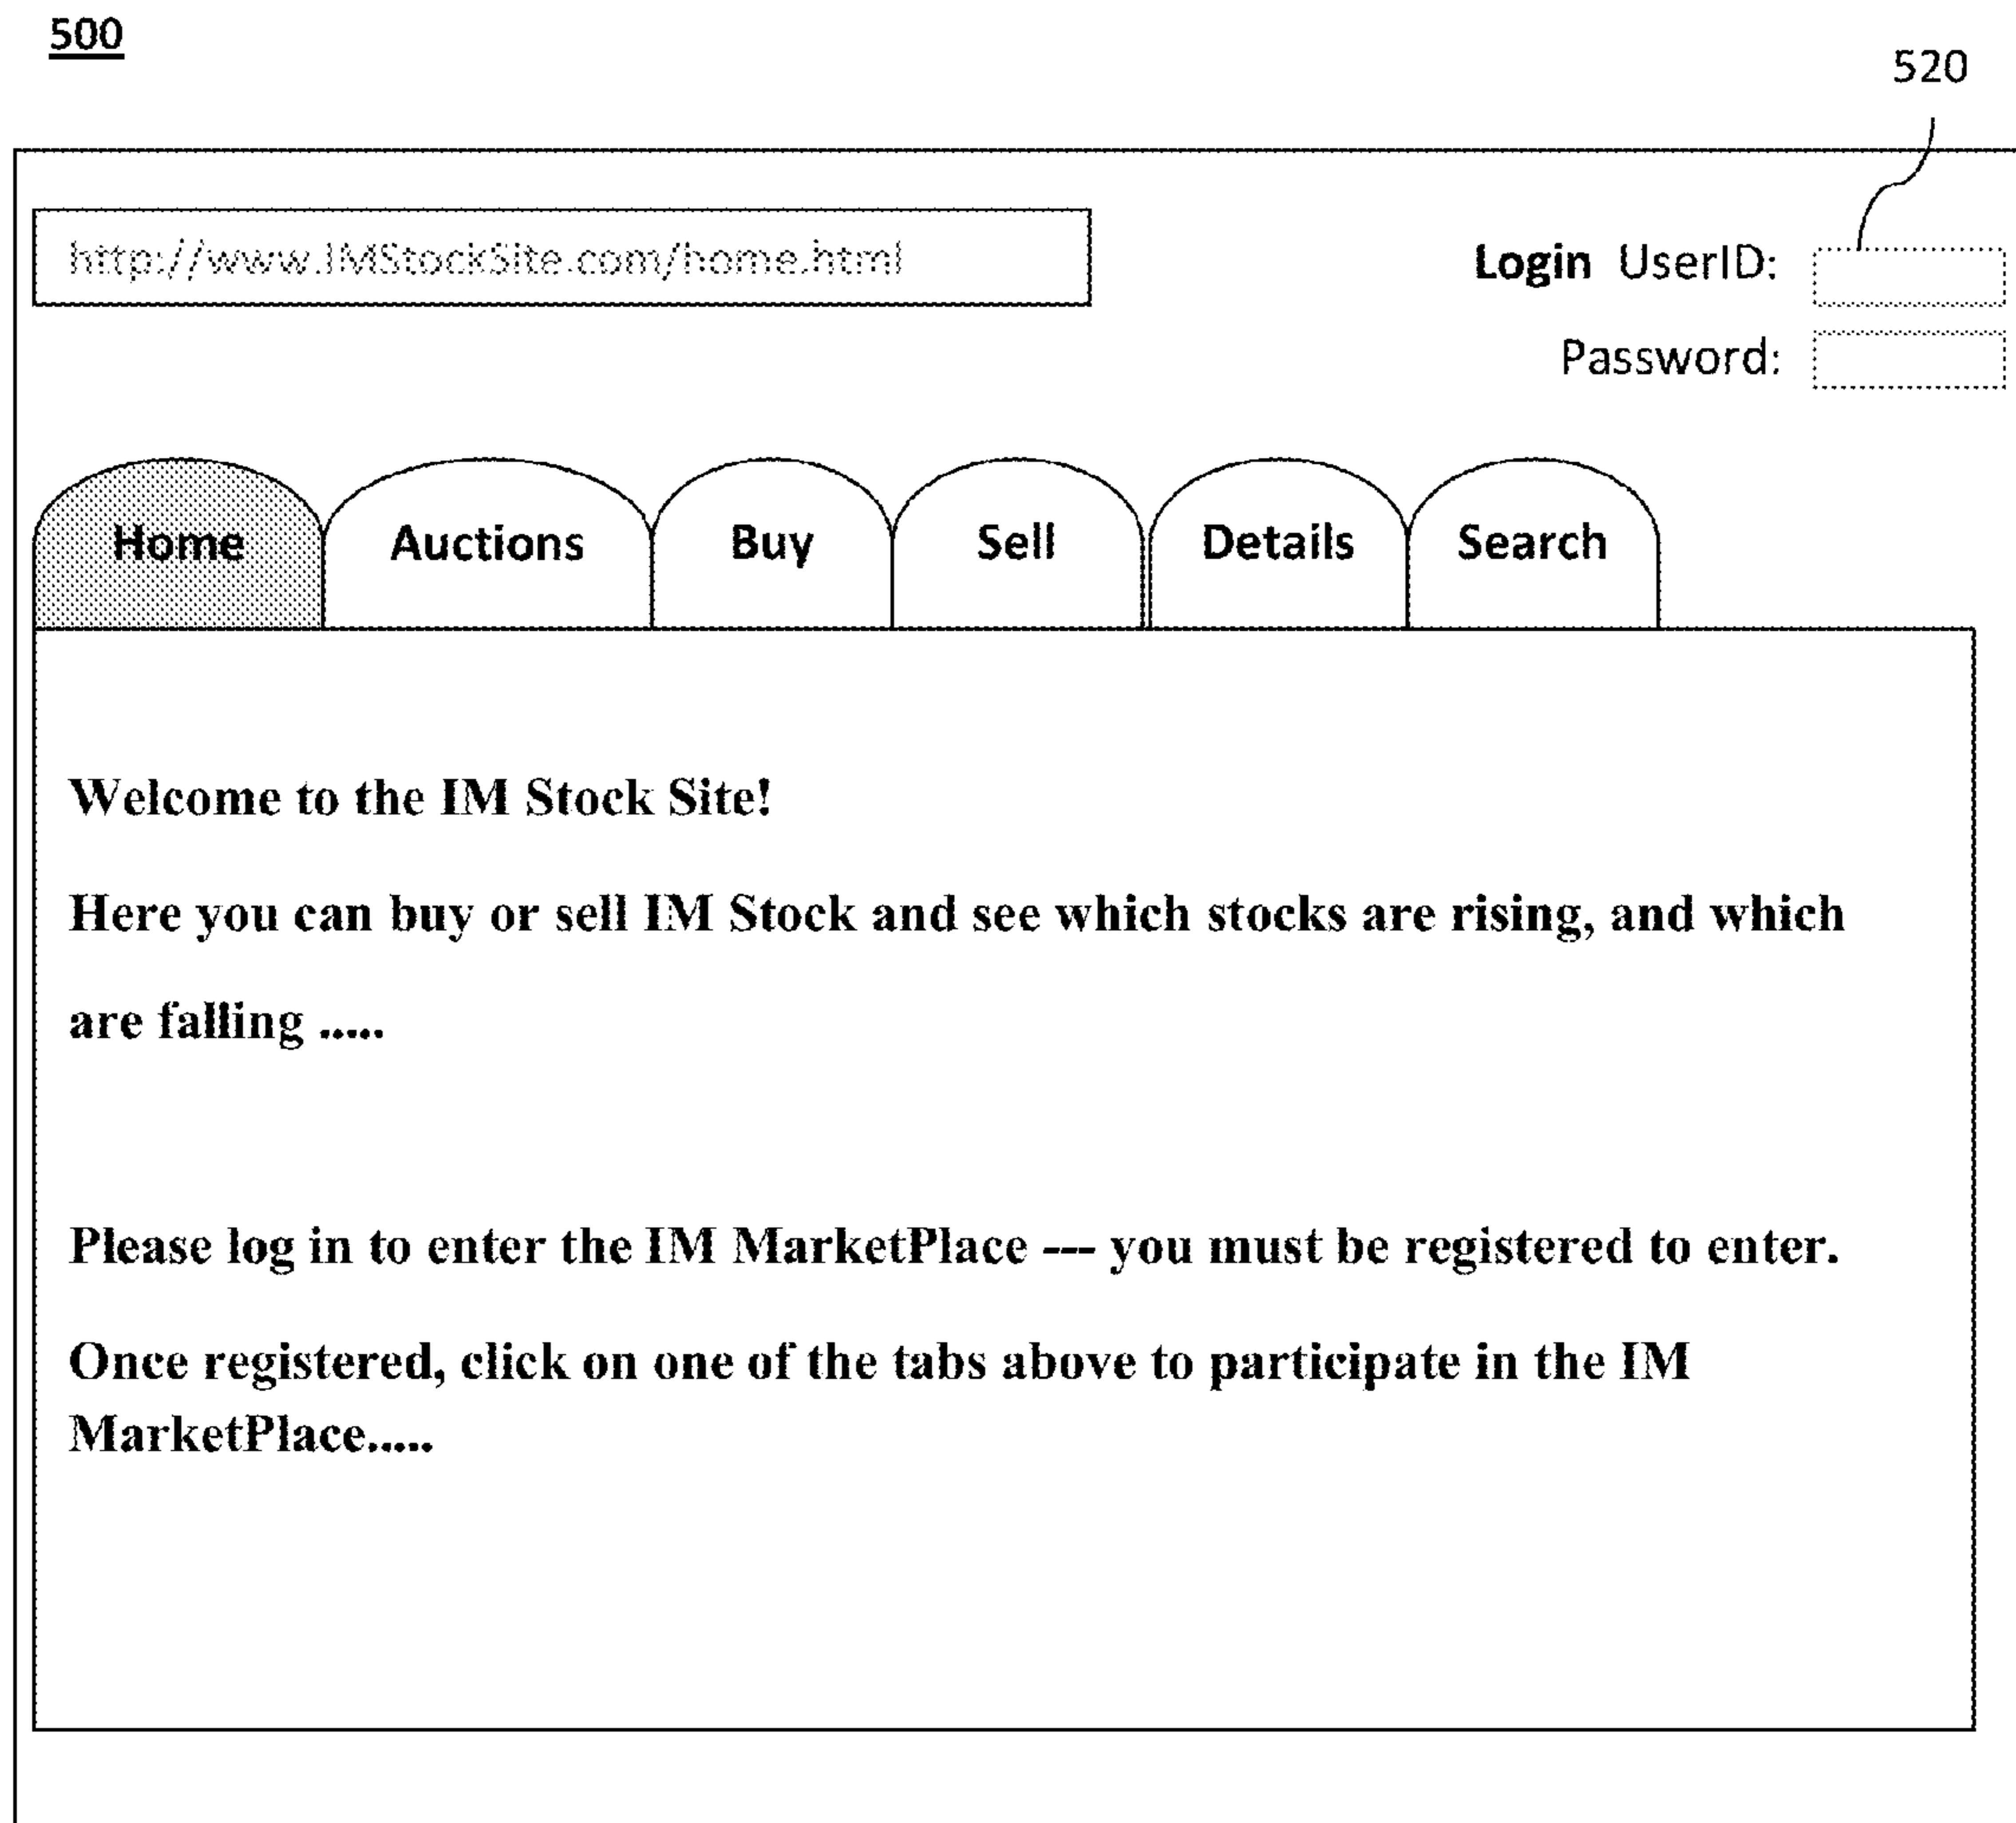 500
520
http://www.IMStockSite.com/home.html
Login UserID:
Password:
Home Auctions Buy Sell Details Search
Welcome to the IM Stock Site!
Here you can buy or sell IM Stock and see which stocks are rising, and which
are falling .....
Please log in to enter the IM MarketPlace --- you must be registered to enter.
Once registered, click on one of the tabs above to participate in the IM
MarketPlace.....